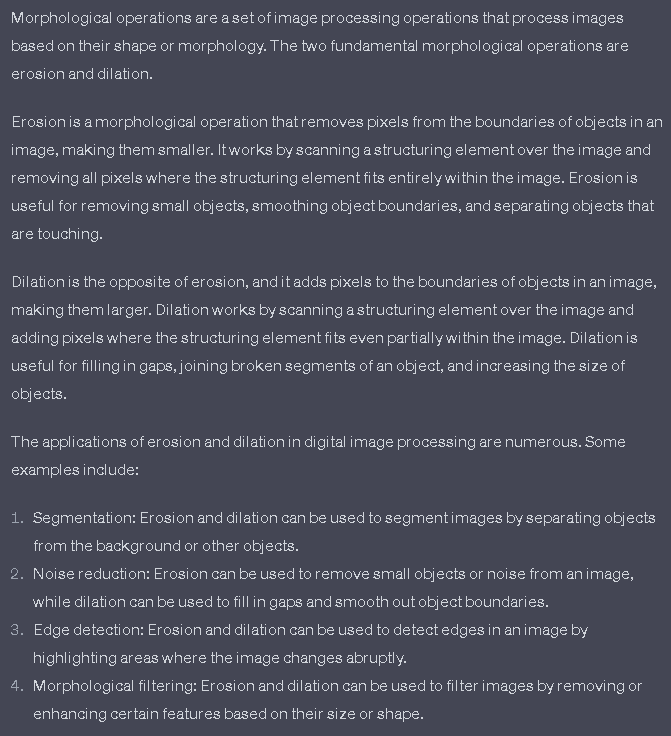 Morphological operations are a set of image processing operations that process images
based on their shape or morphology. The two fundamental morphological operations are
erosion and dilation.
Erosion is a morphological operation that removes pixels from the boundaries of objects in an
image, making them smaller. It works by scanning a structuring element over the image and
removing all pixels where the structuring element fits entirely within the image. Erosion is
useful for removing small objects, smoothing object boundaries, and separating objects that
are touching.
Dilation is the opposite of erosion, and it adds pixels to the boundaries of objects in an image,
making them larger. Dilation works by scanning a structuring element over the image and
adding pixels where the structuring element fits even partially within the image. Dilation is
useful for filling in gaps, joining broken segments of an object, and increasing the size of
objects.
The applications of erosion and dilation in digital image processing are numerous. Some
examples include:
1. Segmentation: Erosion and dilation can be used to segment images by separating objects
from the background or other objects.
2. Noise reduction: Erosion can be used to remove small objects or noise from an image,
while dilation can be used to fill in gaps and smooth out object boundaries.
3. Edge detection: Erosion and dilation can be used to detect edges in an image by
highlighting areas where the image changes abruptly.
4. Morphological filtering: Erosion and dilation can be used to filter images by removing or
enhancing certain features based on their size or shape.